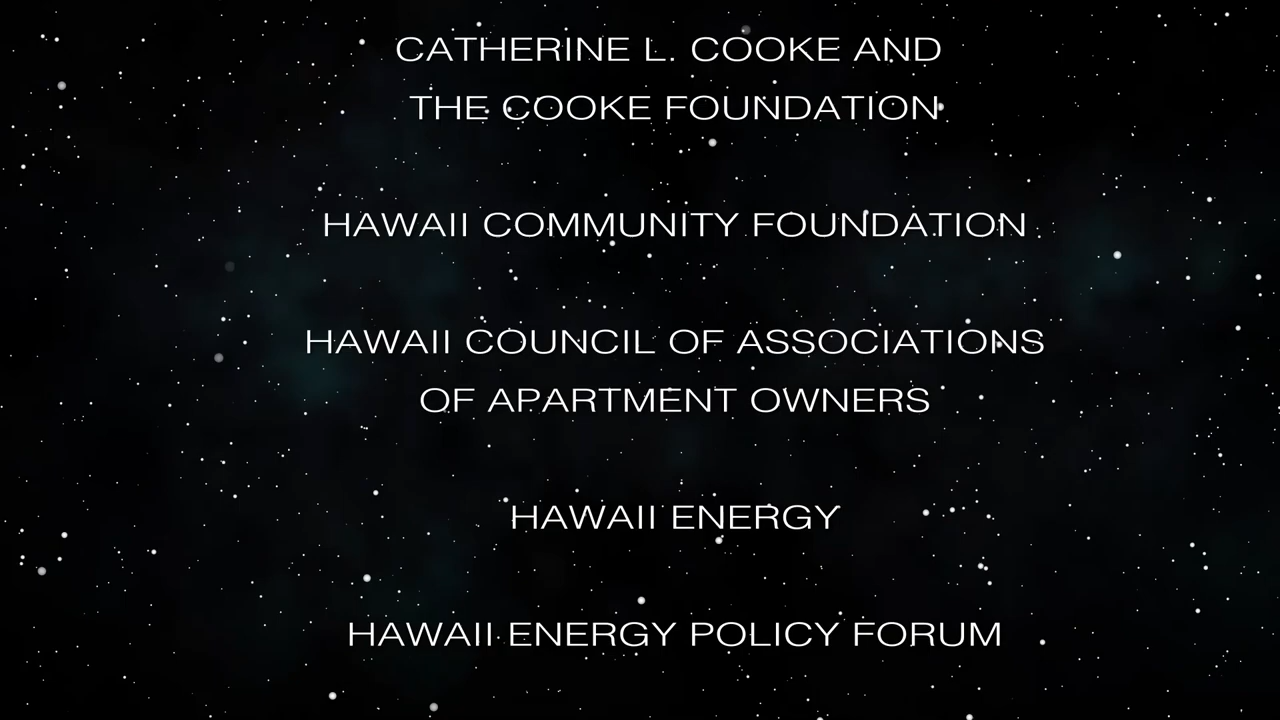 CATHERINE L. COOKE AND
THE COOKE FOUNDATION
HAWAII COMMUNITY FOUNDATION
HAWAII COUNCIL OF ASSOCIATIONS
OF APARTMENT OWNERS
HAWAII ENERGY
HAWAII ENERGY POLICY FORUM